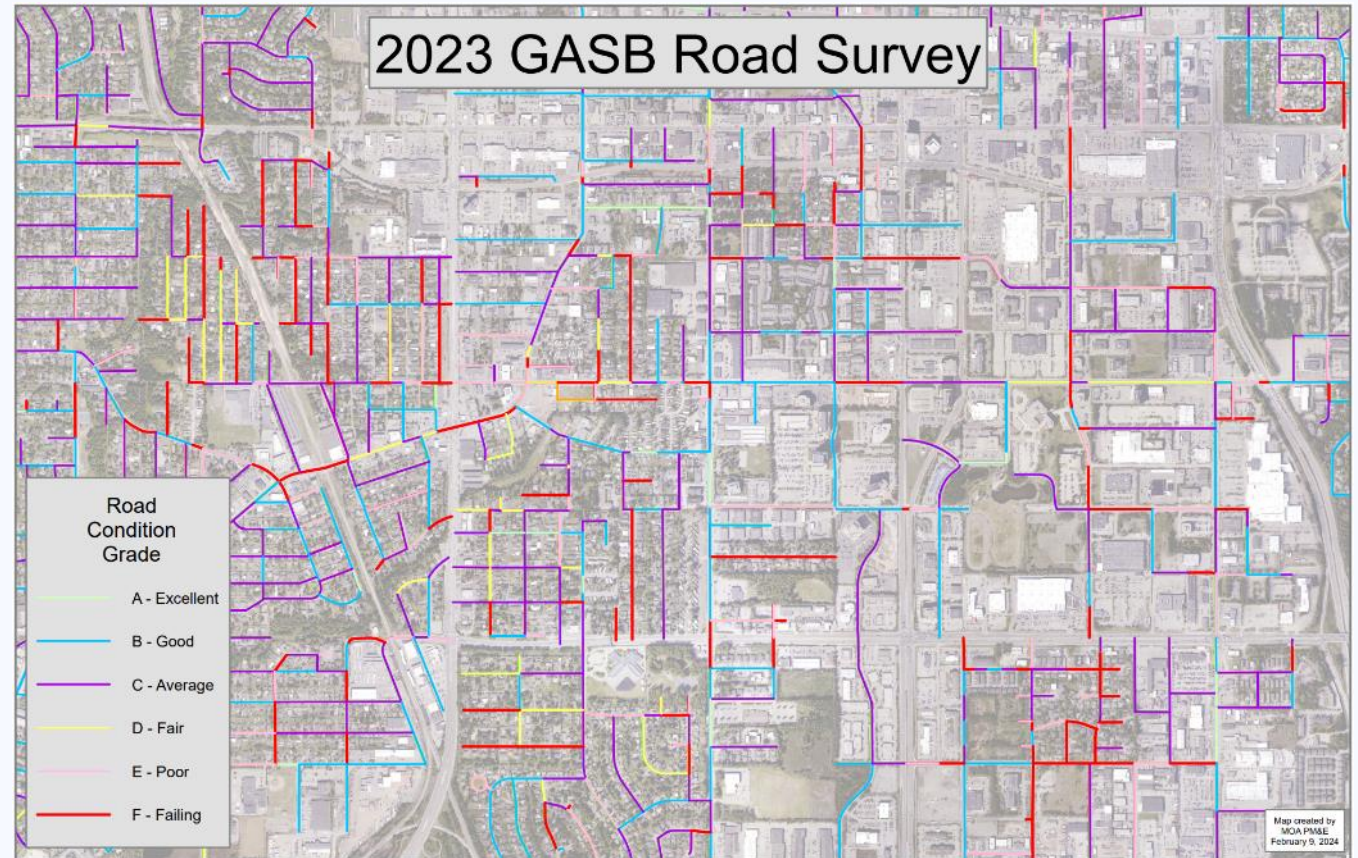 2023 GASB Road Survey
Road
Condition
Grade
A - Excellent
B - Good
C - Average
D - Fair
E - Poor
F - Failing
Map created by
MOA PM&E
February 9, 2024